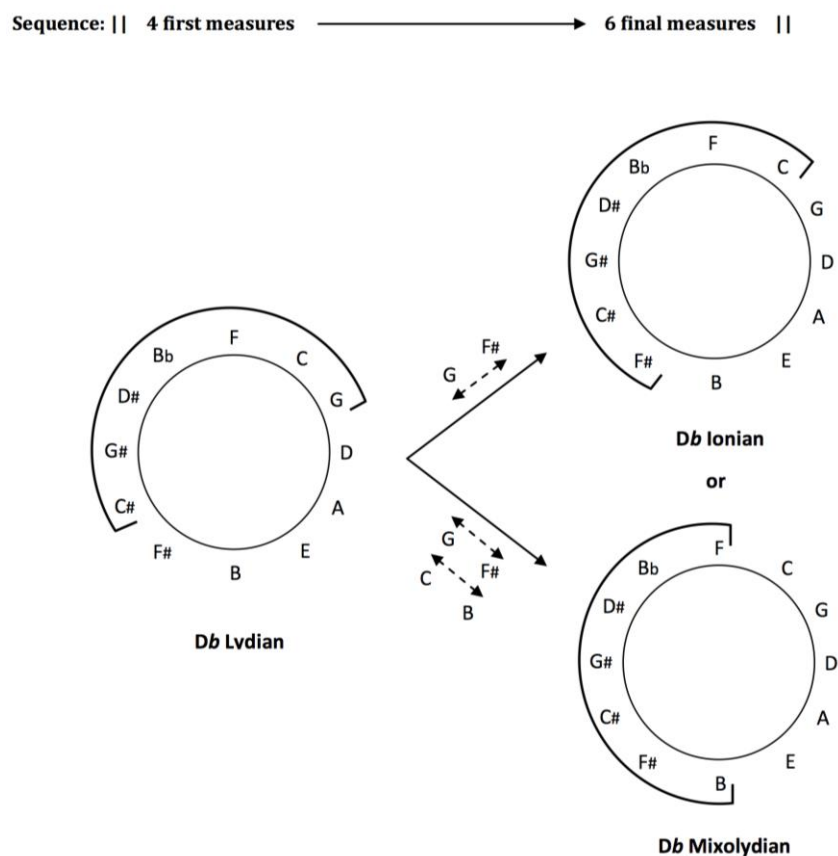 Sequence: || 4 first measures 6 final measures ||
F
Bb
C
D#
G
G#
D
C#
A
F#
E
B
Db Ionian
or
F#
G
F
Bb
C
D#
G
G#
D
C#
A
F#
E
B
Db Lydian
G
F#
C
B
F
Bb
C
D#
G
G#
D
C#
A
F#
E
B
Db Mixolydian